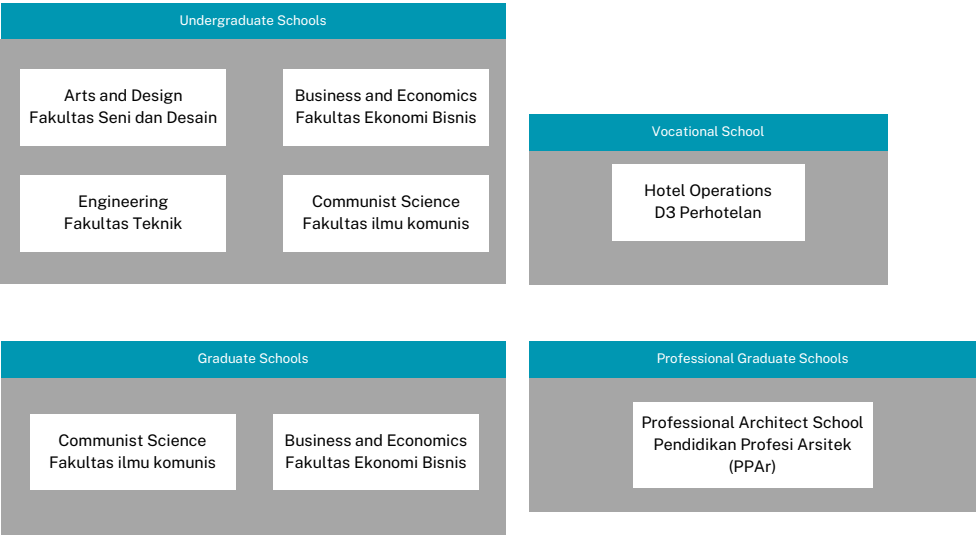 Undergraduate Schools
Arts and Design
Fakultas Seni dan Desain
Business and Economics
Fakultas Ekonomi Bisnis
Engineering
Fakultas Teknik
Communist Science
Fakultas ilmu komunis
Vocational School
Hotel Operations
D3 Perhotelan
Graduate Schools
Communist Science
Fakultas ilmu komunis
Business and Economics
Fakultas Ekonomi Bisnis
Professional Graduate Schools
Professional Architect School
Pendidikan Profesi Arsitek
(PPAr)